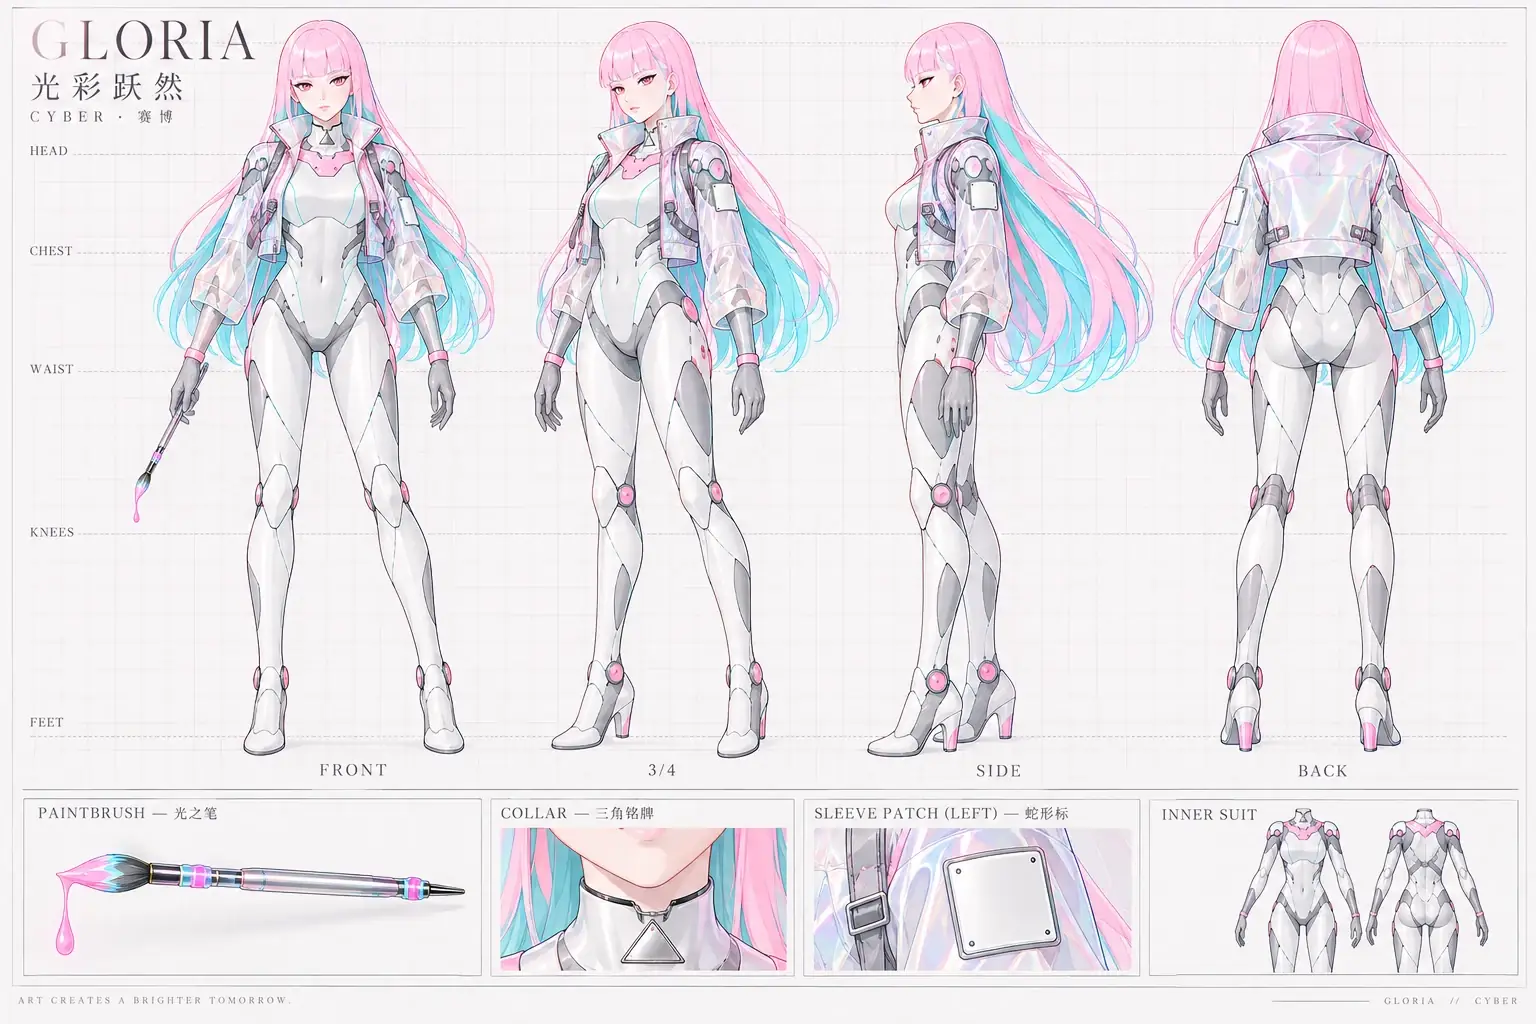 GLORIA
光彩跃然
CYBER · 赛博
HEAD
CHEST
WAIST
KNEES
FEET
FRONT
3/4
SIDE
BACK
PAINTBRUSH — 光之笔
COLLAR — 三角铭牌
SLEEVE PATCH (LEFT) — 蛇形标
INNER SUIT
ART CREATES A BRIGHTER TOMORROW.
GLORIA // CYBER